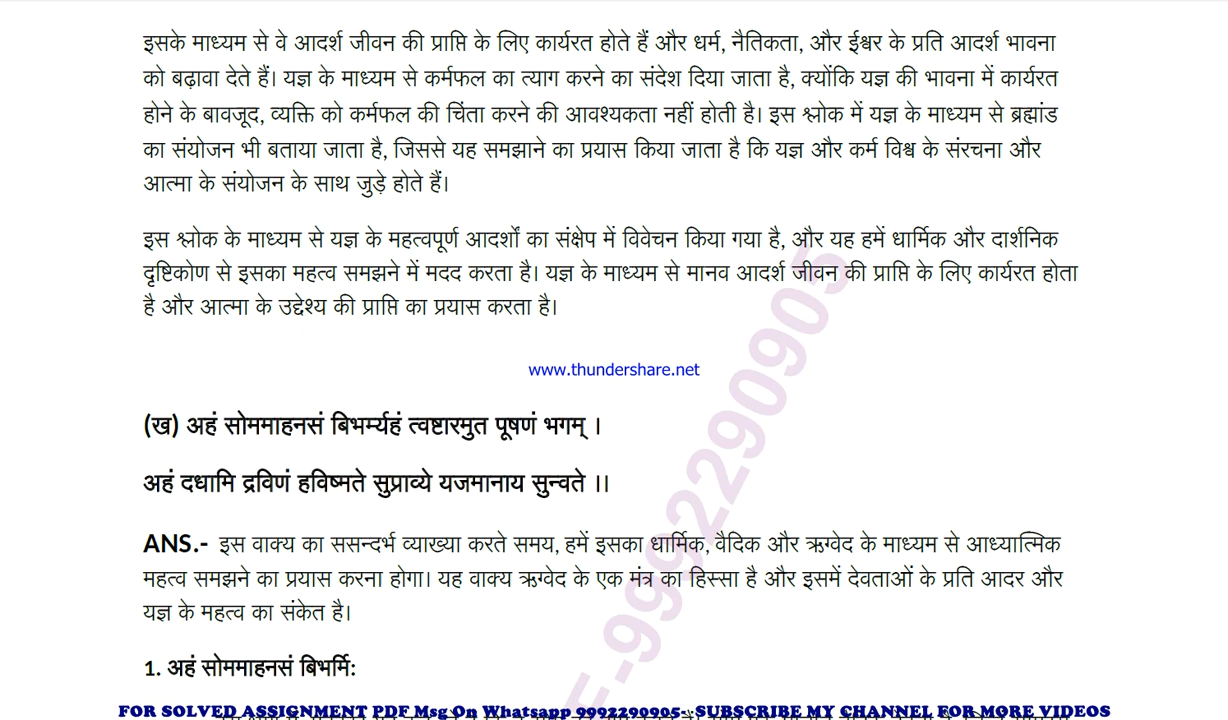 इसके माध्यम से वे आदर्श जीवन की प्राप्ति के लिए कार्यरत होते हैं और धर्म, नैतिकता, और ईश्वर के प्रति आदर्श भावना
को बढ़ावा देते हैं। यज्ञ के माध्यम से कर्मफल का त्याग करने का संदेश दिया जाता है, क्योंकि यज्ञ की भावना में कार्यरत
होने के बावजूद, व्यक्ति को कर्मफल की चिंता करने की आवश्यकता नहीं होती है। इस श्लोक में यज्ञ के माध्यम से ब्रह्मांड
का संयोजन भी बताया जाता है, जिससे यह समझाने का प्रयास किया जाता है कि यज्ञ और कर्म विश्व के संरचना और
आत्मा के संयोजन के साथ जुड़े होते हैं।
इस श्लोक के माध्यम से यज्ञ के महत्वपूर्ण आदर्शों का संक्षेप में विवेचन किया गया है, और यह हमें धार्मिक और दार्शनिक
दृष्टिकोण से इसका महत्व समझने में मदद करता है। यज्ञ के माध्यम से मानव आदर्श जीवन की प्राप्ति के लिए कार्यरत होता
है और आत्मा के उद्देश्य की प्राप्ति का प्रयास करता है।
www.thundershare.net
(ख) अहं सोममाहनसं बिभर्म्यहं त्वष्टारमुत पूषणं भगम् ।
अहं दधामि द्रविणं हविष्मते सुप्राव्ये यजमानाय सुन्वते ।।
ANS.- इस वाक्य का ससन्दर्भ व्याख्या करते समय, हमें इसका धार्मिक, वैदिक और ऋग्वेद के माध्यम से आध्यात्मिक
महत्व समझने का प्रयास करना होगा। यह वाक्य ऋग्वेद के एक मंत्र का हिस्सा है और इसमें देवताओं के प्रति आदर और
यज्ञ के महत्व का संकेत है।
1. अहं सोममाहनसं बिभर्मि:
FOR SOLVED ASSIGNMENT PDF Msg On Whatsapp 9992290905- SUBSCRIBE MY CHANNEL FOR MORE VIDEOS
-9992290905